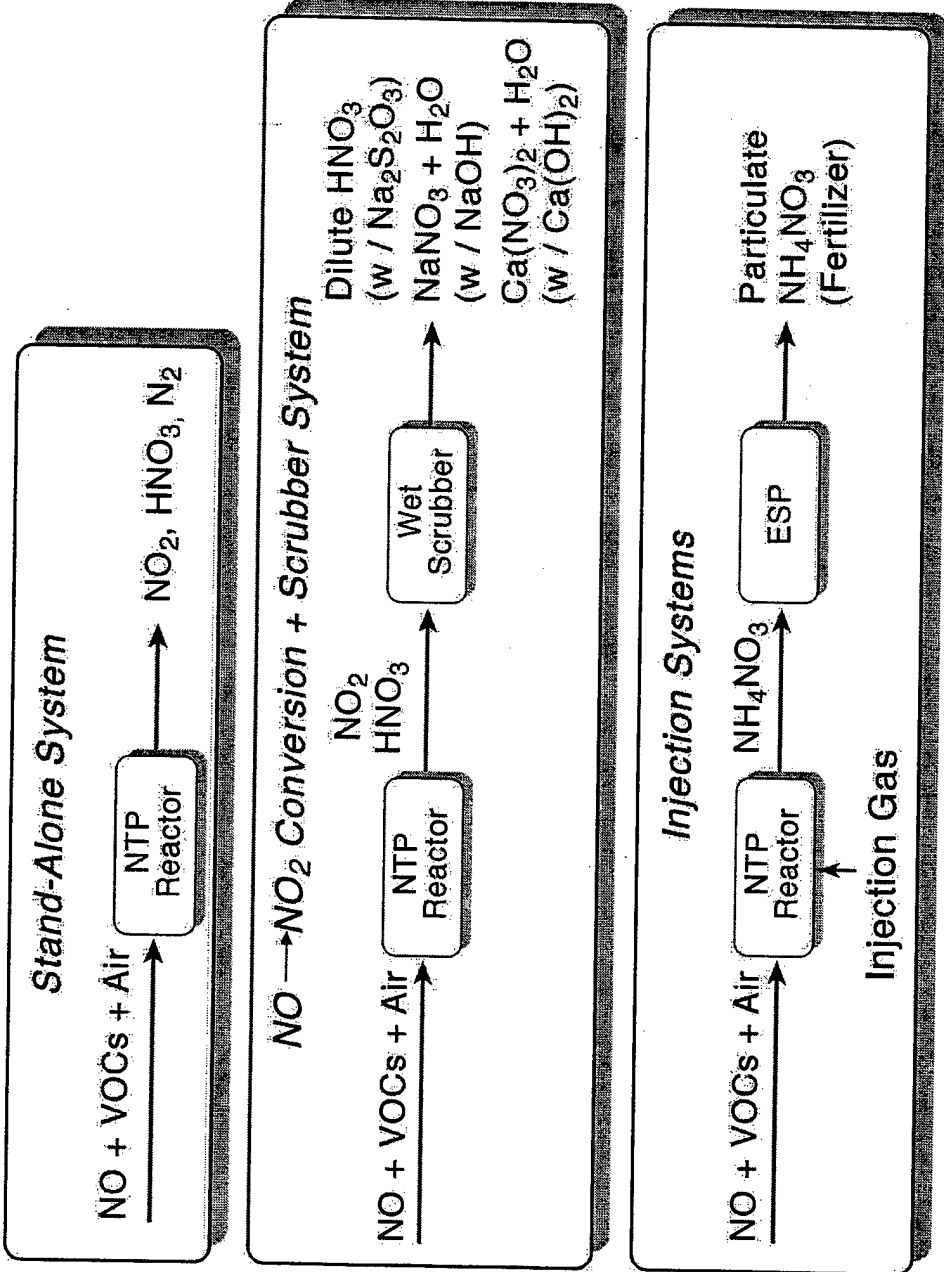 Stand-Alone System
NO + VOCs + Air
NTP
Reactor
NO₂, HNO₃, N₂
NO → NO₂ Conversion + Scrubber System
NO + VOCs + Air
NTP
Reactor
NO₂
HNO₃
Wet
Scrubber
Dilute HNO₃
(w / Na₂S₂O₃)
NaNO₃ + H₂O
(w / NaOH)
Ca(NO₃)₂ + H₂O
(w / Ca(OH)₂)
Injection Systems
NO + VOCs + Air
NTP
Reactor
Injection Gas
NH₄NO₃
ESP
Particulate
NH₄NO₃
(Fertilizer)